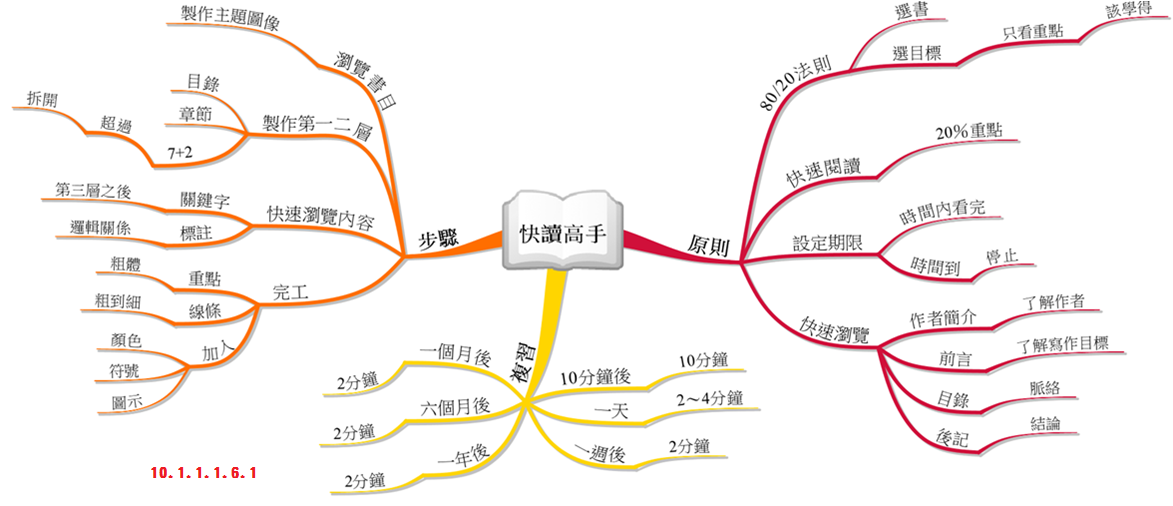 快讀高手
原則
80/20法則
選書
選目標
只看重點
該學得
快速閱讀
20%重點
設定期限
時間內看完
時間到
停止
快速瀏覽
作者簡介
了解作者
前言
了解寫作目標
目錄
脈絡
後記
結論
複習
10分鐘後
10分鐘
一天
2～4分鐘
一週後
2分鐘
一個月後
2分鐘
六個月後
2分鐘
一年後
2分鐘
步驟
瀏覽書目
製作主題圖像
製作第一二層
目錄
章節
7+2
超過
拆開
快速瀏覽內容
關鍵字
第三層之後
標註
邏輯關係
完工
重點
粗體
線條
粗到細
加入
顏色
符號
圖示
10.1.1.1.6.1